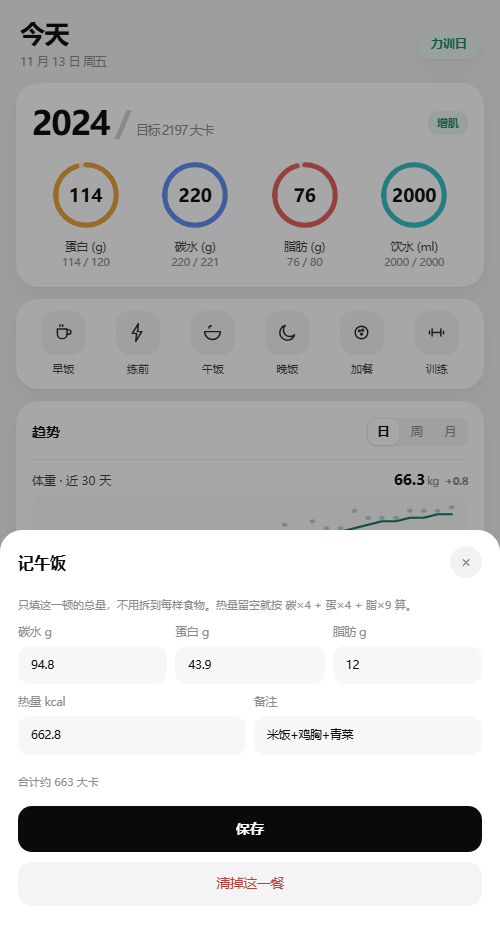 今天
11 月 13 日 周五
力训日
2024 / 目标 2197 大卡
增肌
114 220 76 2000
蛋白 (g) 碳水 (g) 脂肪 (g) 饮水 (ml)
114 / 120 220 / 221 76 / 80 2000 / 2000
早饭 练前 午饭 晚饭 加餐 训练
趋势
日 周 月
体重 · 近 30 天
66.3 kg +0.8
记午饭
×
只填这一顿的总量，不用拆到每样食物。热量留空就按 碳×4 + 蛋×4 + 脂×9 算。
碳水 g 蛋白 g 脂肪 g
94.8 43.9 12
热量 kcal 备注
662.8 米饭+鸡胸+青菜
合计约 663 大卡
保存
清掉这一餐